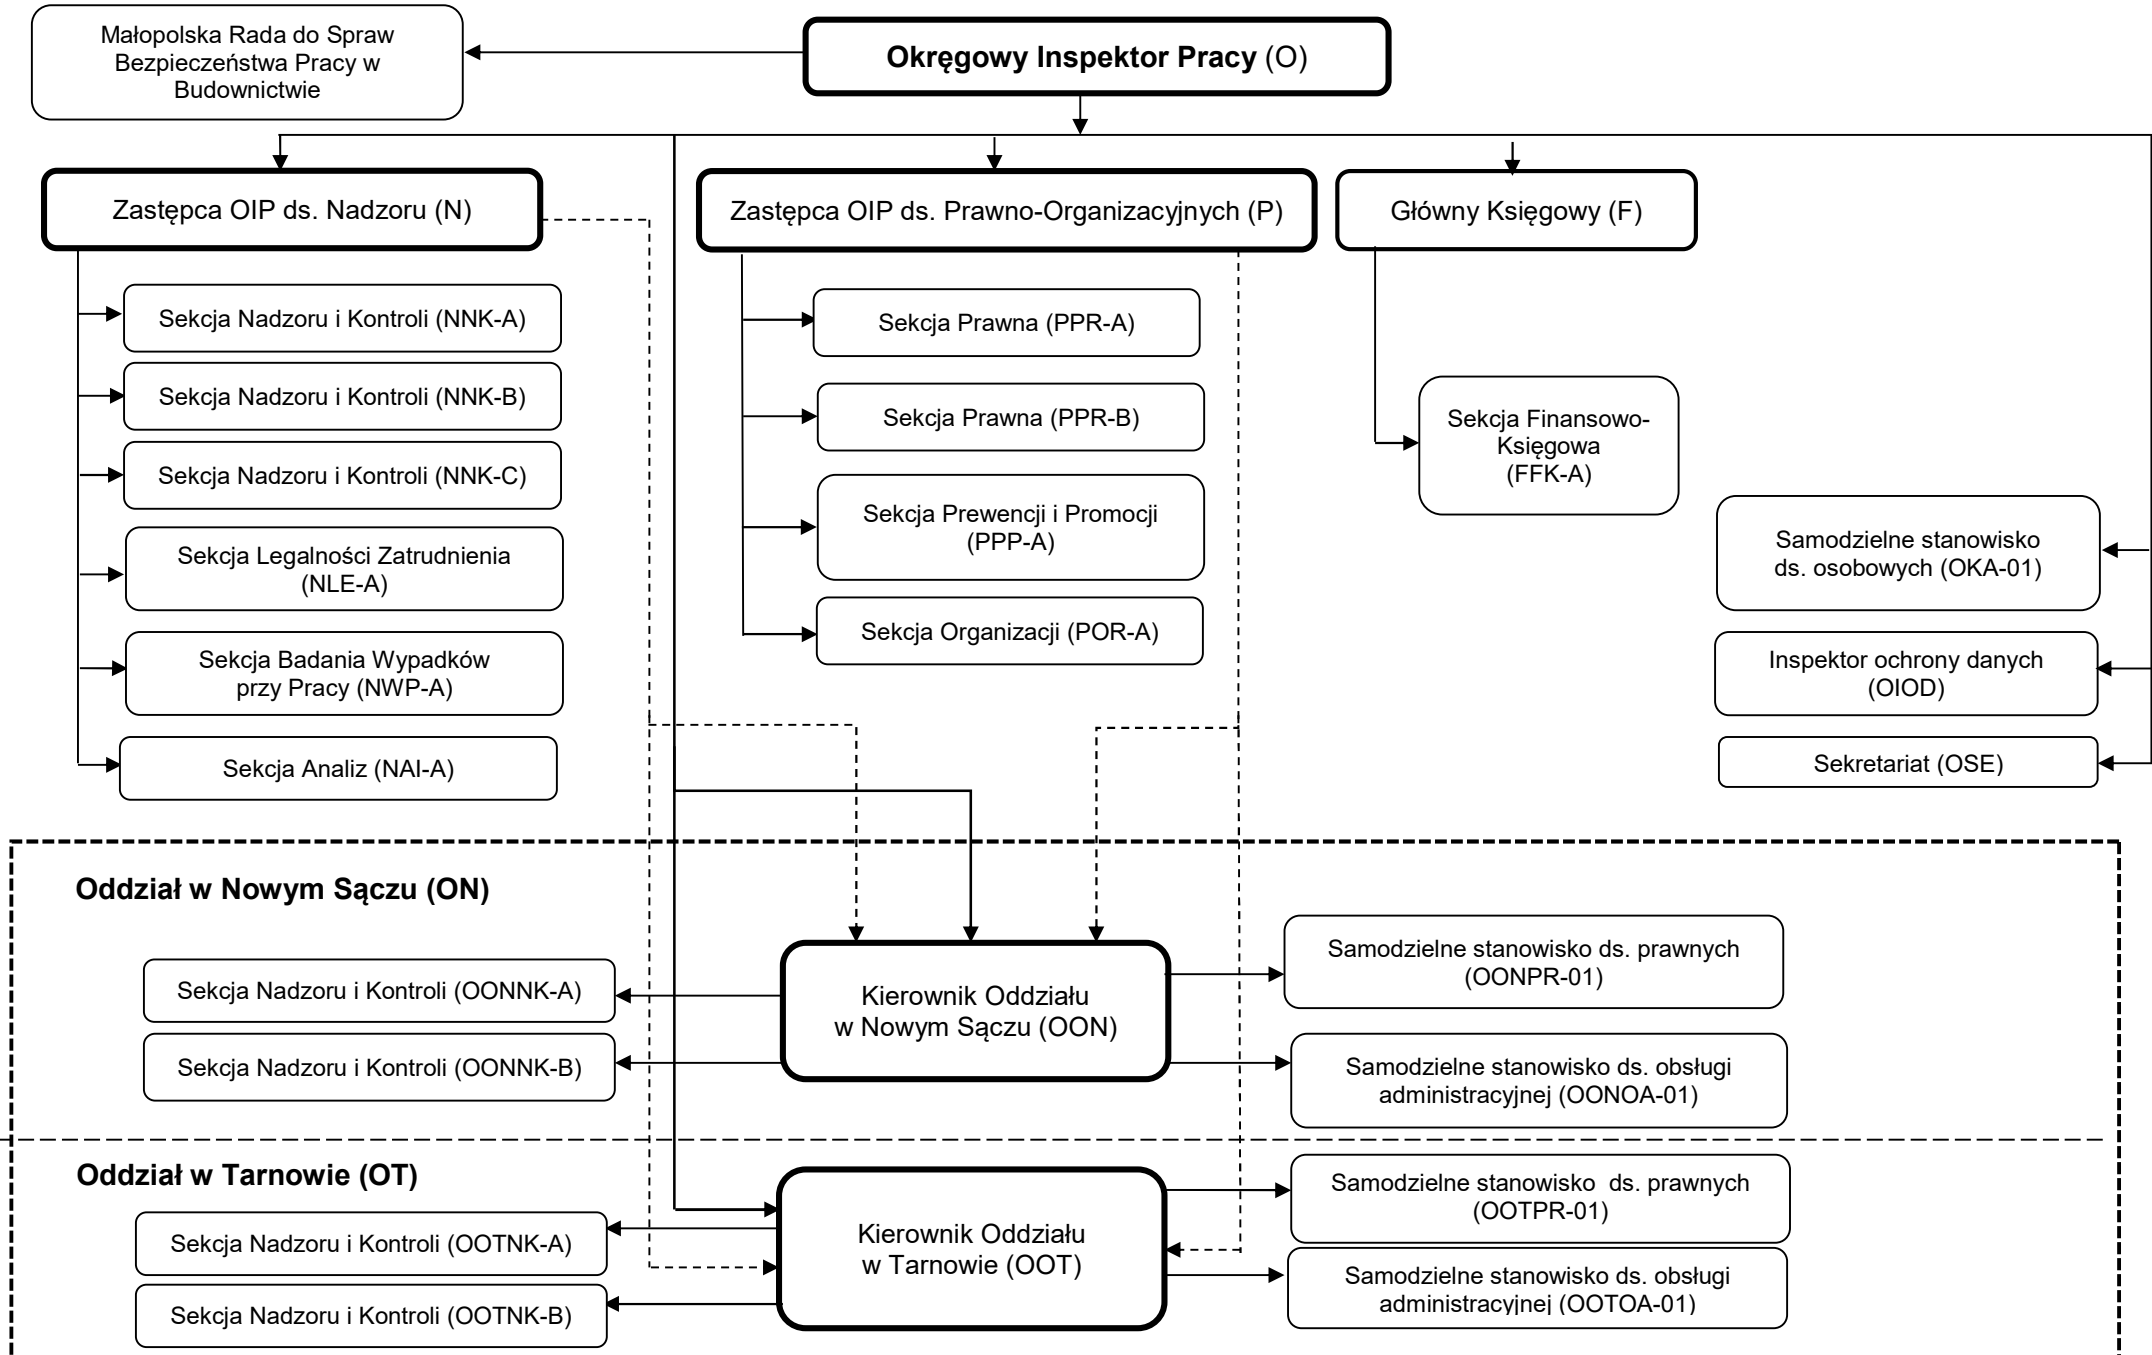 Małopolska Rada do Spraw
Bezpieczeństwa Pracy w
Budownictwie
Okręgowy Inspektor Pracy (O)
Zastępca OIP ds. Nadzoru (N)
Zastępca OIP ds. Prawno-Organizacyjnych (P)
Główny Księgowy (F)
Sekcja Nadzoru i Kontroli (NNK-A)
Sekcja Nadzoru i Kontroli (NNK-B)
Sekcja Nadzoru i Kontroli (NNK-C)
Sekcja Legalności Zatrudnienia
(NLE-A)
Sekcja Badania Wypadków
przy Pracy (NWP-A)
Sekcja Analiz (NAI-A)
Sekcja Prawna (PPR-A)
Sekcja Prawna (PPR-B)
Sekcja Prewencji i Promocji
(PPP-A)
Sekcja Organizacji (POR-A)
Sekcja Finansowo-
Księgowa
(FFK-A)
Samodzielne stanowisko
ds. osobowych (OKA-01)
Inspektor ochrony danych
(OIOD)
Sekretariat (OSE)
Oddział w Nowym Sączu (ON)
Sekcja Nadzoru i Kontroli (OONNK-A)
Sekcja Nadzoru i Kontroli (OONNK-B)
Kierownik Oddziału
w Nowym Sączu (OON)
Samodzielne stanowisko ds. prawnych
(OONPR-01)
Samodzielne stanowisko ds. obsługi
administracyjnej (OONOA-01)
Oddział w Tarnowie (OT)
Sekcja Nadzoru i Kontroli (OOTNK-A)
Sekcja Nadzoru i Kontroli (OOTNK-B)
Kierownik Oddziału
w Tarnowie (OOT)
Samodzielne stanowisko ds. prawnych
(OOTPR-01)
Samodzielne stanowisko ds. obsługi
administracyjnej (OOTOA-01)